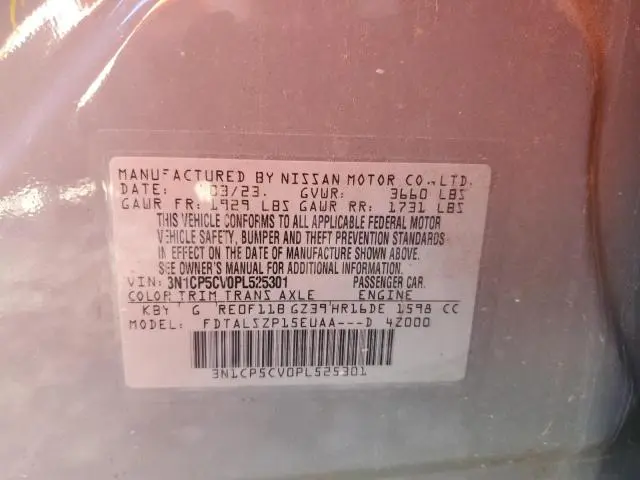 MANUFACTURED BY NISSAN MOTOR CO.,LTD.
DATE: 03/23. GVWR: 3660 LBS
GAWR FR: 1929 LBS GAWR RR: 1731 LBS
THIS VEHICLE CONFORMS TO ALL APPLICABLE FEDERAL MOTOR
VEHICLE SAFETY, BUMPER AND THEFT PREVENTION STANDARDS
IN EFFECT ON THE DATE OF MANUFACTURE SHOWN ABOVE.
SEE OWNER'S MANUAL FOR ADDITIONAL INFORMATION.
VIN: 3N1CP5CV0PL525301 PASSENGER CAR.
COLOR TRIM TRANS AXLE ENGINE
KBY G RE0F11B GZ39 HR16DE 1598 CC
MODEL: FDTALSZP15EUAA---D 4Z000
3N1CP5CV0PL525301